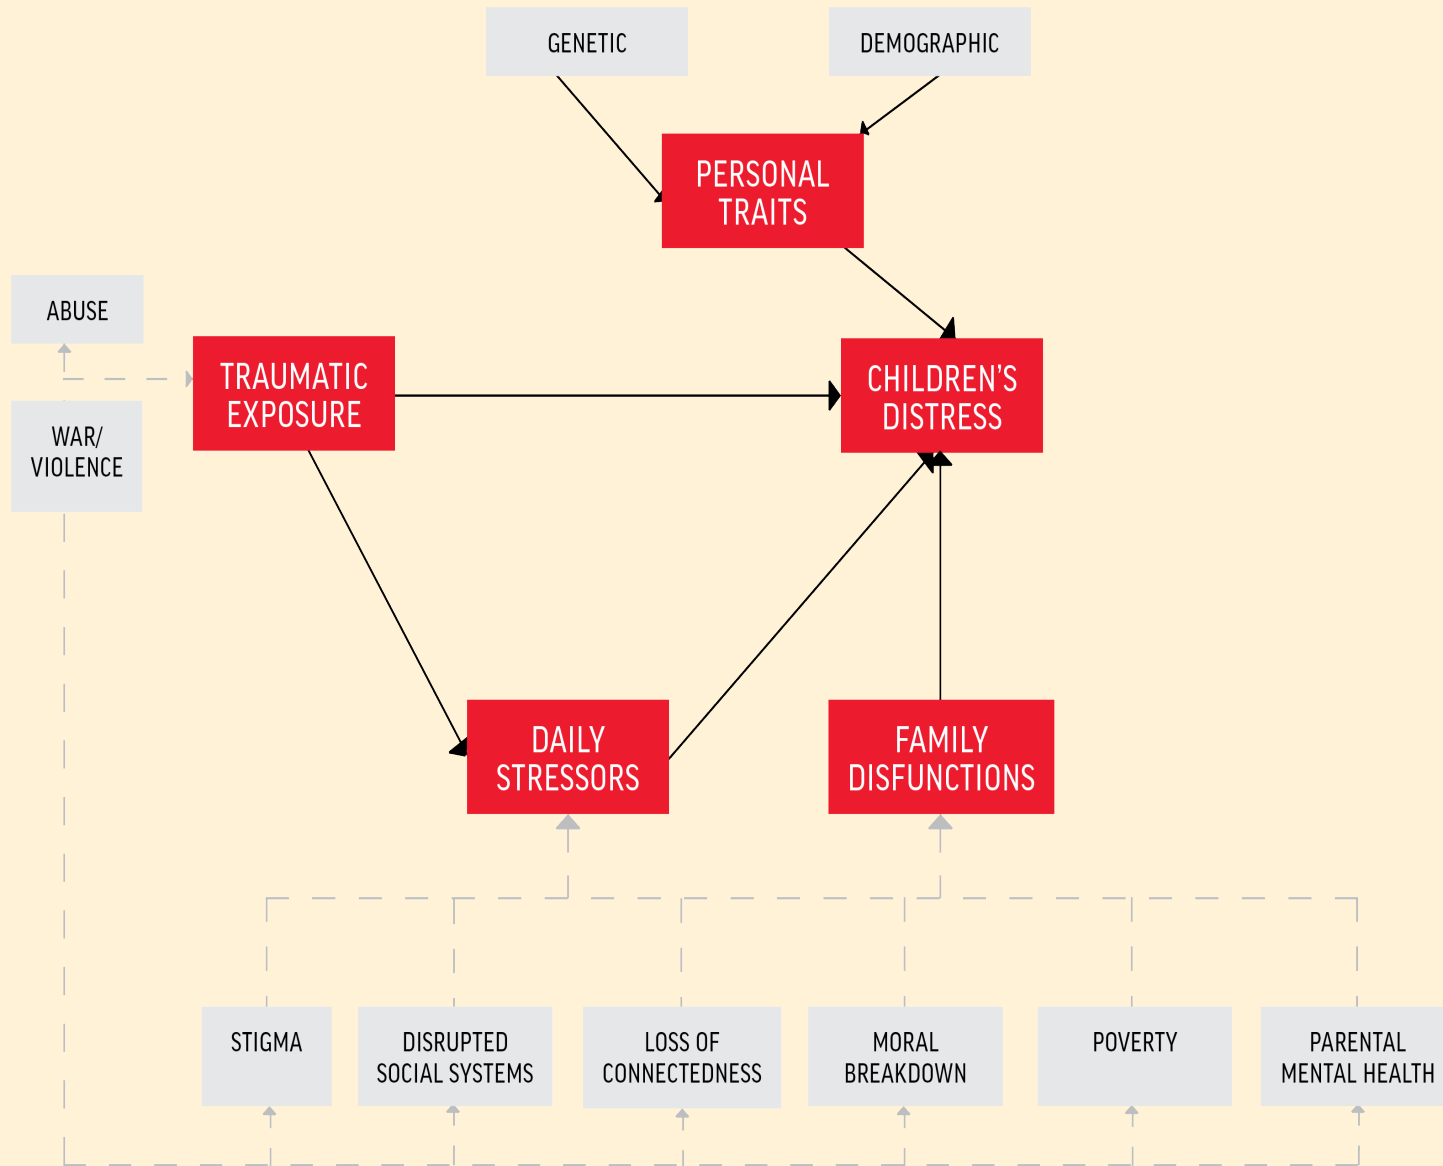 GENETIC
DEMOGRAPHIC
PERSONAL
TRAITS
ABUSE
TRAUMATIC
EXPOSURE
CHILDREN'S
DISTRESS
WAR/
VIOLENCE
DAILY
STRESSORS
FAMILY
DISFUNCTIONS
STIGMA
DISRUPTED
SOCIAL SYSTEMS
LOSS OF
CONNECTEDNESS
MORAL
BREAKDOWN
POVERTY
PARENTAL
MENTAL HEALTH